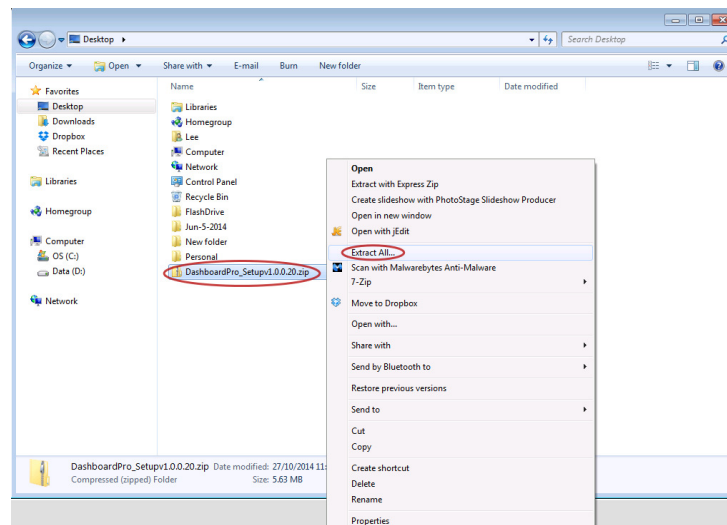 Desktop
Search Desktop
Organize
Open
Share with
E-mail
Burn
New folder
Name
Size
Item type
Date modified
Favorites
Desktop
Downloads
Dropbox
Recent Places
Libraries
Homegroup
Computer
OS (C:)
Data (D:)
Network
Libraries
Homegroup
Lee
Computer
Network
Control Panel
Recycle Bin
FlashDrive
Jun-5-2014
New folder
Personal
DashboardPro_Setupv1.0.0.20.zip
Open
Extract with Express Zip
Create slideshow with PhotoStage Slideshow Producer
Open in new window
Open with jEdit
Extract All...
Scan with Malwarebytes Anti-Malware
7-Zip
Move to Dropbox
Open with...
Share with
Send by Bluetooth to
Restore previous versions
Send to
Cut
Copy
Create shortcut
Delete
Rename
Properties
DashboardPro_Setupv1.0.0.20.zip Date modified: 27/10/2014 11:
Compressed (zipped) Folder Size: 5.63 MB